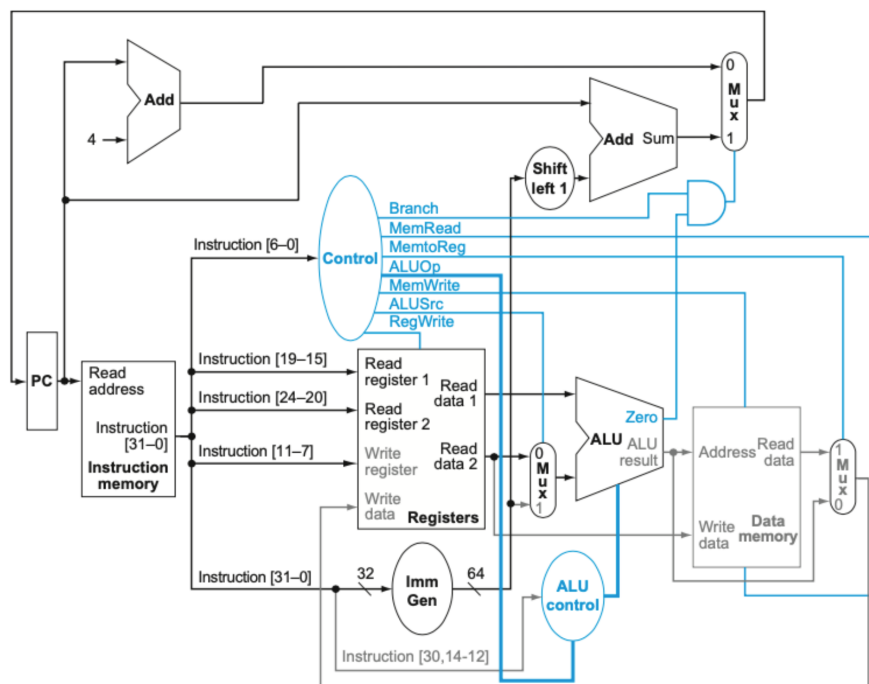 Add
4
Add Sum
0
Mux
1
Shift
left 1
Branch
MemRead
MemtoReg
ALUOp
MemWrite
ALUSrc
RegWrite
Instruction [6–0]
Control
PC
Read
address
Instruction
[31–0]
Instruction
memory
Instruction [19–15]
Instruction [24–20]
Instruction [11–7]
Instruction [31–0]
Read
register 1
Read
register 2
Write
register
Write
data
Read
data 1
Read
data 2
Registers
0
Mux
1
Zero
ALU
ALU
result
Address
Read
data
Write
data
Data
memory
1
Mux
0
32
Imm
Gen
64
ALU
control
Instruction [30,14-12]